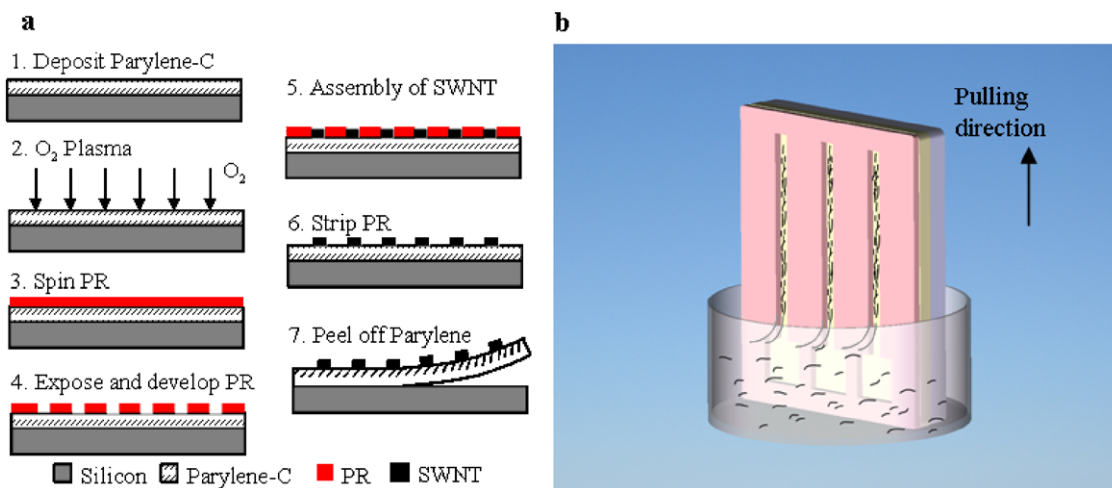 a
1. Deposit Parylene-C
2. O₂ Plasma
O₂
3. Spin PR
4. Expose and develop PR
5. Assembly of SWNT
6. Strip PR
7. Peel off Parylene
Silicon Parylene-C PR SWNT
b
Pulling
direction